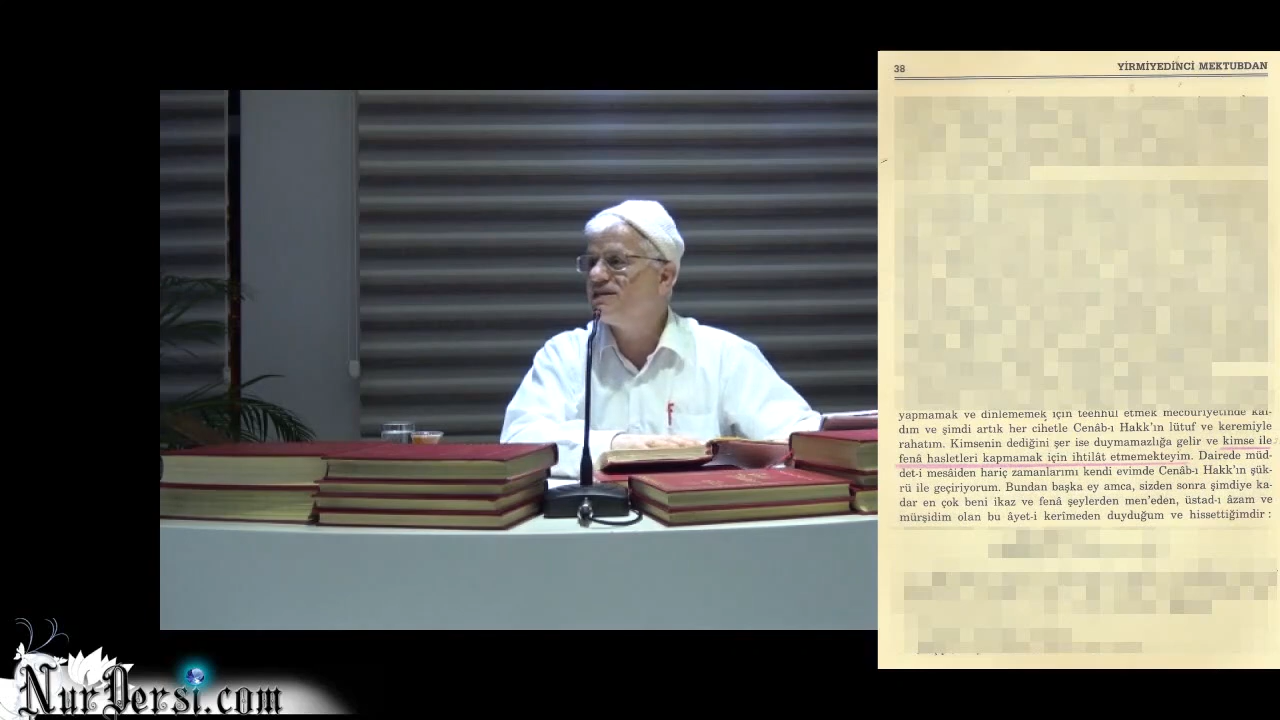 38 YİRMİYEDİNCİ MEKTUBDAN
yapmamak ve dinlememek için teehhül etmek mecburiyetinde kal-
dım ve şimdi artık her cihetle Cenâb-ı Hakk'ın lütuf ve keremiyle
rahatım. Kimsenin dediğini şer ise duymamazlığa gelir ve kimse ile
fenâ hasletleri kapmamak için ihtilât etmemekteyim. Dairede müd-
det-i mesâiden hariç zamanlarımı kendi evimde Cenâb-ı Hakk'ın şük-
rü ile geçiriyorum. Bundan başka ey amca, sizden sonra şimdiye ka-
dar en çok beni ikaz ve fenâ şeylerden men'eden, üstad-ı âzam ve
mürşidim olan bu âyet-i kerîmeden duyduğum ve hissettiğimdir :
NurDersi.com